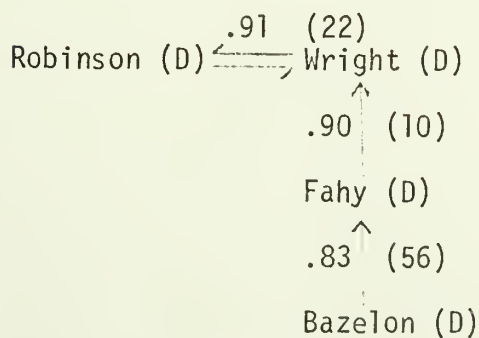 .91 (22)
Robinson (D) Wright (D)
.90 (10)
Fahy (D)
.83 (56)
Bazelon (D)